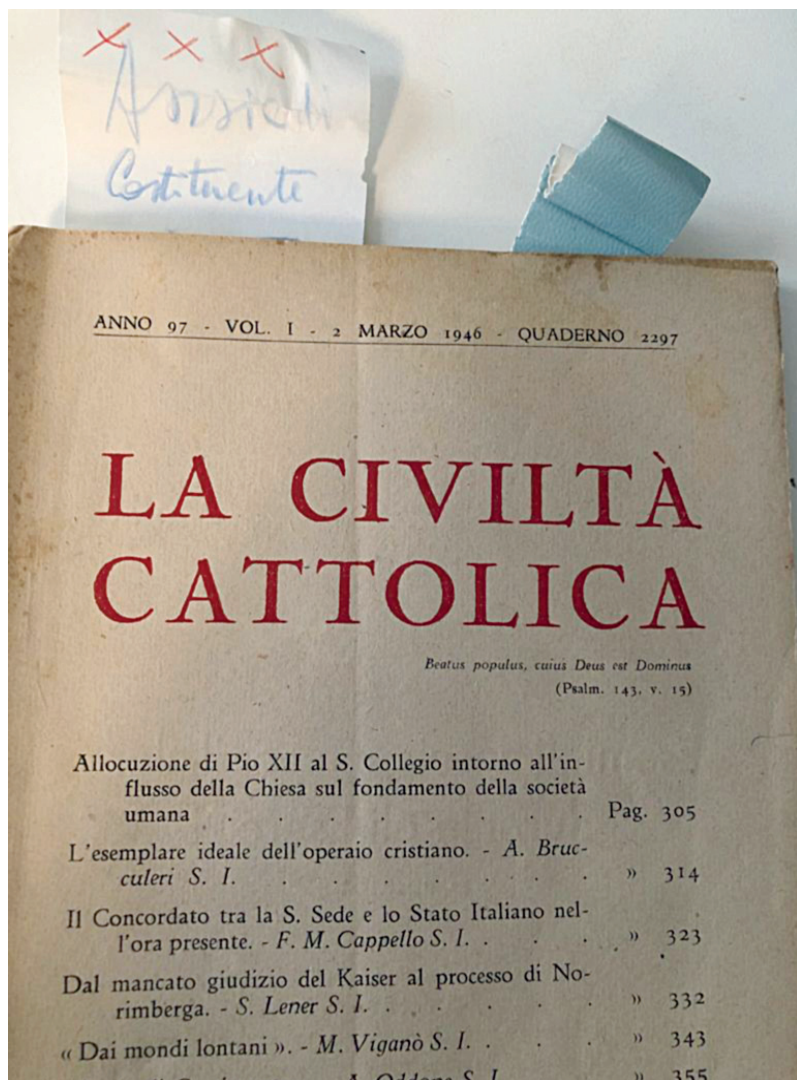 x x x
Costituente
ANNO 97 - VOL. I - 2 MARZO 1946 - QUADERNO 2297
LA CIVILTÀ
CATTOLICA
Beatus populus, cuius Deus est Dominus
(Psalm. 143, v. 15)
Allocuzione di Pio XII al S. Collegio intorno all'in-
flusso della Chiesa sul fondamento della società
umana . . . . . . . . Pag. 305
L'esemplare ideale dell'operaio cristiano. - A. Bruc-
culeri S. I. . . . . . . . » 314
Il Concordato tra la S. Sede e lo Stato Italiano nel-
l'ora presente. - F. M. Cappello S. I. . . . » 323
Dal mancato giudizio del Kaiser al processo di No-
rimberga. - S. Lener S. I. . . . . . » 332
« Dai mondi lontani ». - M. Viganò S. I. . . . » 343
A. Oddone S. I. » 355